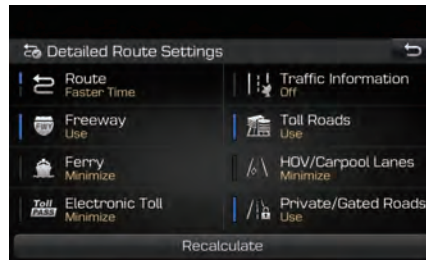 Detailed Route Settings
Route
Faster Time
Traffic Information
Off
FWY
Freeway
Use
Toll Roads
Use
Ferry
Minimize
HOV/Carpool Lanes
Minimize
Toll
PASS
Electronic Toll
Minimize
Private/Gated Roads
Use
Recalculate